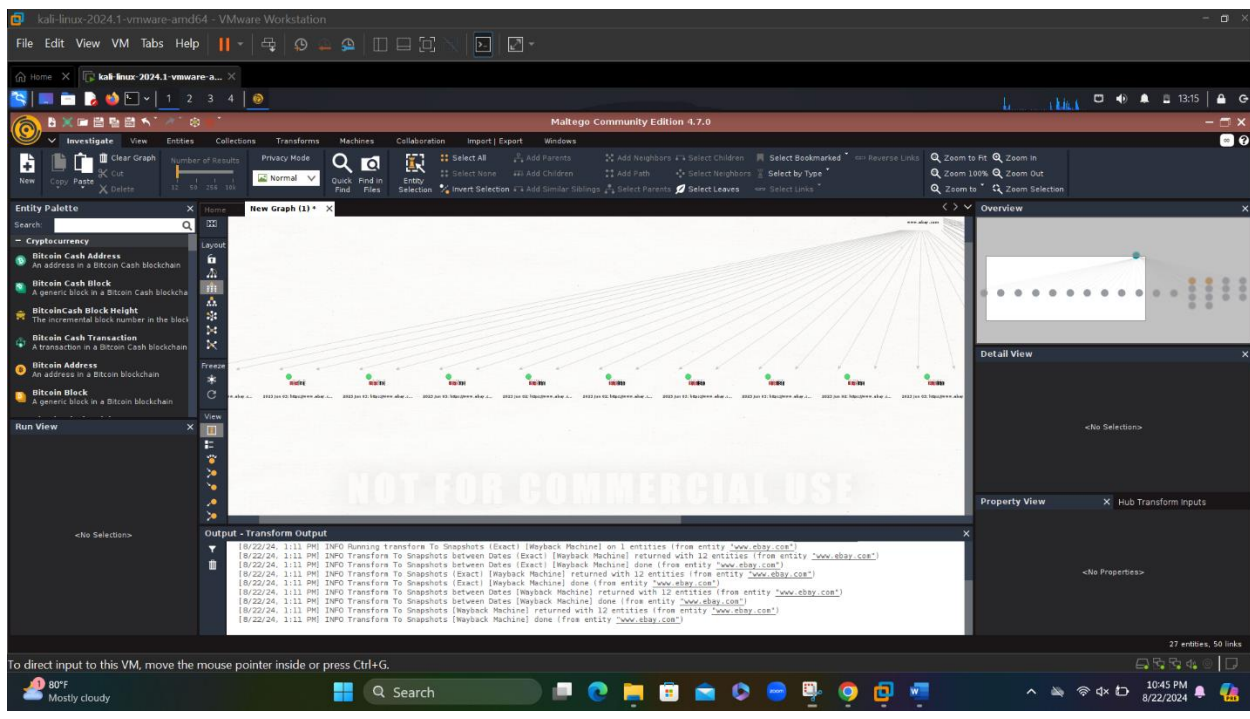 kali-linux-2024.1-vmware-amd64 - VMware Workstation
File Edit View VM Tabs Help
Home kali-linux-2024.1-vmware-a...
1 2 3 4 13:15
Maltego Community Edition 4.7.0
Investigate View Entities Collections Transforms Machines Collaboration Import | Export Windows
New
Copy
Paste
Clear Graph
Cut
Delete
Number of Results
12 50 256 10k
Privacy Mode
Normal
Quick Find
Find in Files
Entity Selection
Select All
Select None
Invert Selection
Add Parents
Add Children
Add Similar Siblings
Add Neighbors
Add Path
Select Parents
Select Children
Select Neighbors
Select Leaves
Select Bookmarked
Select by Type
Select Links
Reverse Links
Zoom to Fit
Zoom 100%
Zoom to
Zoom In
Zoom Out
Zoom Selection
Entity Palette
Search:
Cryptocurrency
Bitcoin Cash Address
An address in a Bitcoin Cash blockchain
Bitcoin Cash Block
A generic block in a Bitcoin Cash blockcha
BitcoinCash Block Height
The incremental block number in the block
Bitcoin Cash Transaction
A transaction in a Bitcoin Cash blockchain
Bitcoin Address
An address in a Bitcoin blockchain
Bitcoin Block
A generic block in a Bitcoin blockchain
Run View
<No Selection>
Home New Graph (1) *
Layout
Freeze
View
www.ebay.com
NOT FOR COMMERCIAL USE
Output - Transform Output
[8/22/24, 1:11 PM] INFO Running transform To Snapshots (Exact) [Wayback Machine] on 1 entities (from entity "www.ebay.com")
[8/22/24, 1:11 PM] INFO Transform To Snapshots between Dates (Exact) [Wayback Machine] returned with 12 entities (from entity "www.ebay.com")
[8/22/24, 1:11 PM] INFO Transform To Snapshots between Dates (Exact) [Wayback Machine] done (from entity "www.ebay.com")
[8/22/24, 1:11 PM] INFO Transform To Snapshots (Exact) [Wayback Machine] returned with 12 entities (from entity "www.ebay.com")
[8/22/24, 1:11 PM] INFO Transform To Snapshots (Exact) [Wayback Machine] done (from entity "www.ebay.com")
[8/22/24, 1:11 PM] INFO Transform To Snapshots between Dates [Wayback Machine] returned with 12 entities (from entity "www.ebay.com")
[8/22/24, 1:11 PM] INFO Transform To Snapshots between Dates [Wayback Machine] done (from entity "www.ebay.com")
[8/22/24, 1:11 PM] INFO Transform To Snapshots [Wayback Machine] returned with 12 entities (from entity "www.ebay.com")
[8/22/24, 1:11 PM] INFO Transform To Snapshots [Wayback Machine] done (from entity "www.ebay.com")
Overview
Detail View
<No Selection>
Property View Hub Transform Inputs
<No Properties>
27 entities, 50 links
To direct input to this VM, move the mouse pointer inside or press Ctrl+G.
80°F
Mostly cloudy
Search
10:45 PM
8/22/2024